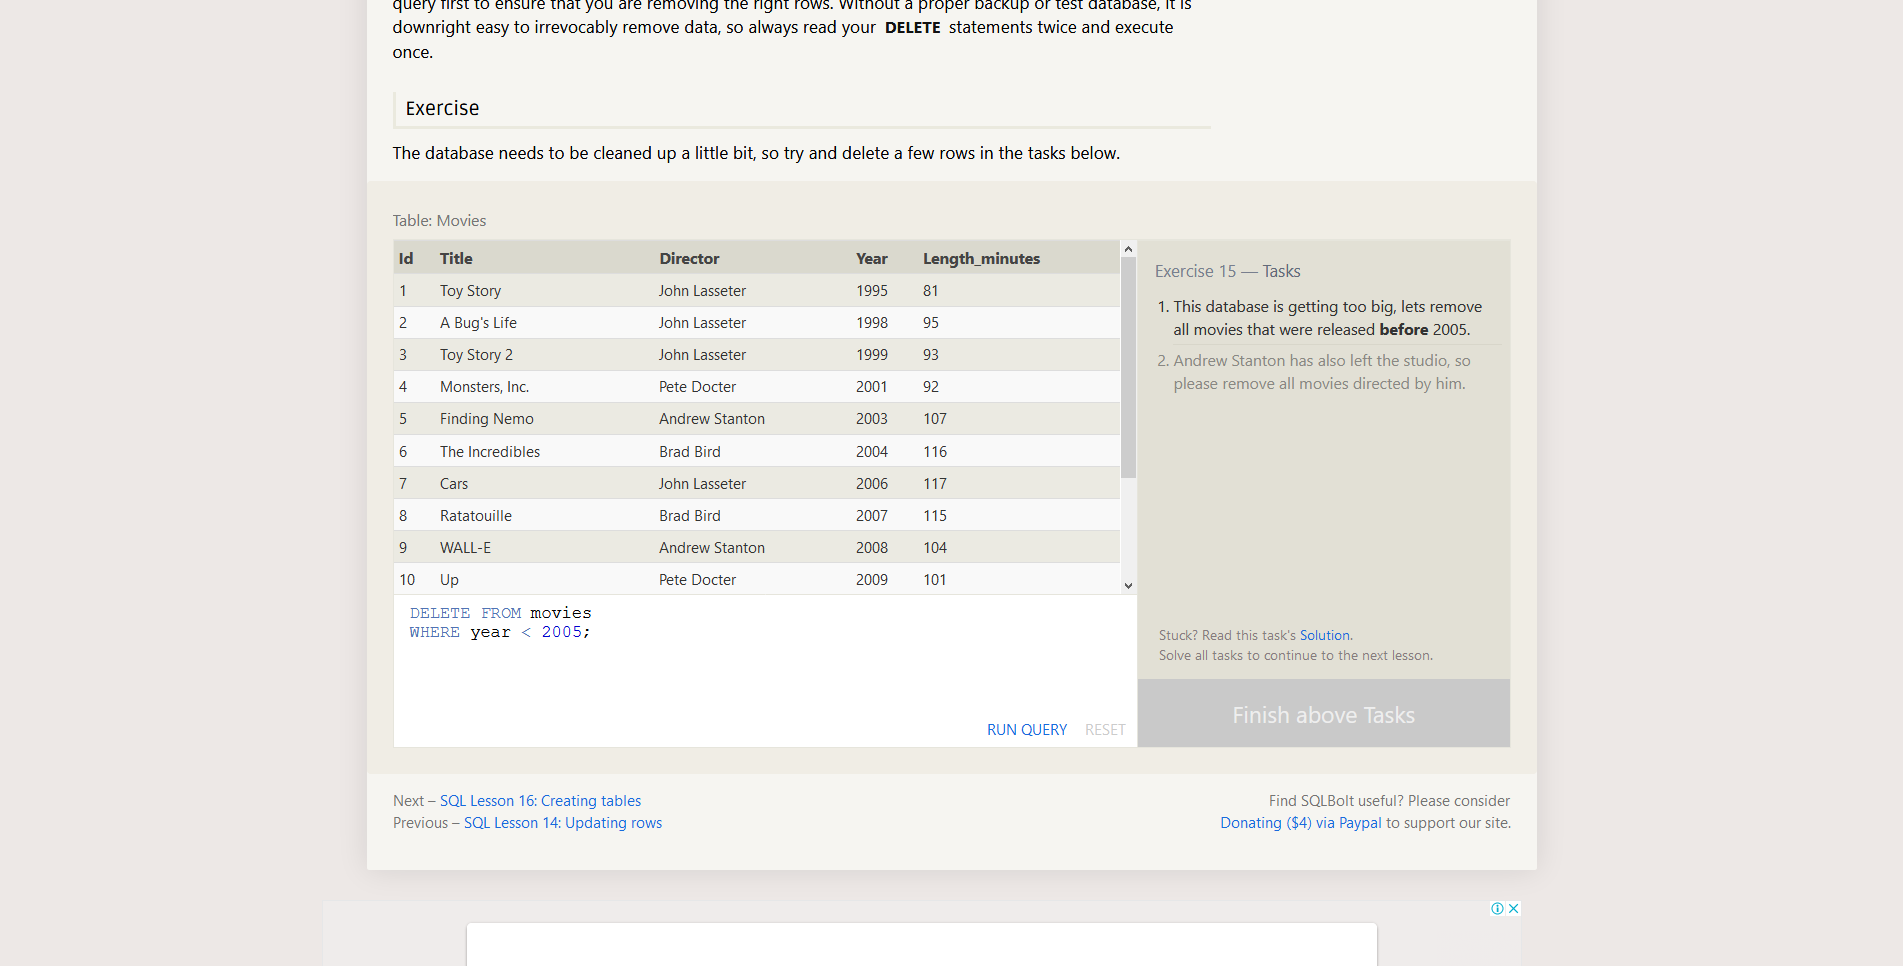 query first to ensure that you are removing the right rows. Without a proper backup or test database, it is
downright easy to irrevocably remove data, so always read your DELETE statements twice and execute
once.
Exercise
The database needs to be cleaned up a little bit, so try and delete a few rows in the tasks below.
Table: Movies
Id Title Director Year Length_minutes
1 Toy Story John Lasseter 1995 81
2 A Bug's Life John Lasseter 1998 95
3 Toy Story 2 John Lasseter 1999 93
4 Monsters, Inc. Pete Docter 2001 92
5 Finding Nemo Andrew Stanton 2003 107
6 The Incredibles Brad Bird 2004 116
7 Cars John Lasseter 2006 117
8 Ratatouille Brad Bird 2007 115
9 WALL-E Andrew Stanton 2008 104
10 Up Pete Docter 2009 101
DELETE FROM movies
WHERE year < 2005;
RUN QUERY RESET
Exercise 15 — Tasks
1. This database is getting too big, lets remove
all movies that were released before 2005.
2. Andrew Stanton has also left the studio, so
please remove all movies directed by him.
Stuck? Read this task's Solution.
Solve all tasks to continue to the next lesson.
Finish above Tasks
Next – SQL Lesson 16: Creating tables
Previous – SQL Lesson 14: Updating rows
Find SQLBolt useful? Please consider
Donating ($4) via Paypal to support our site.